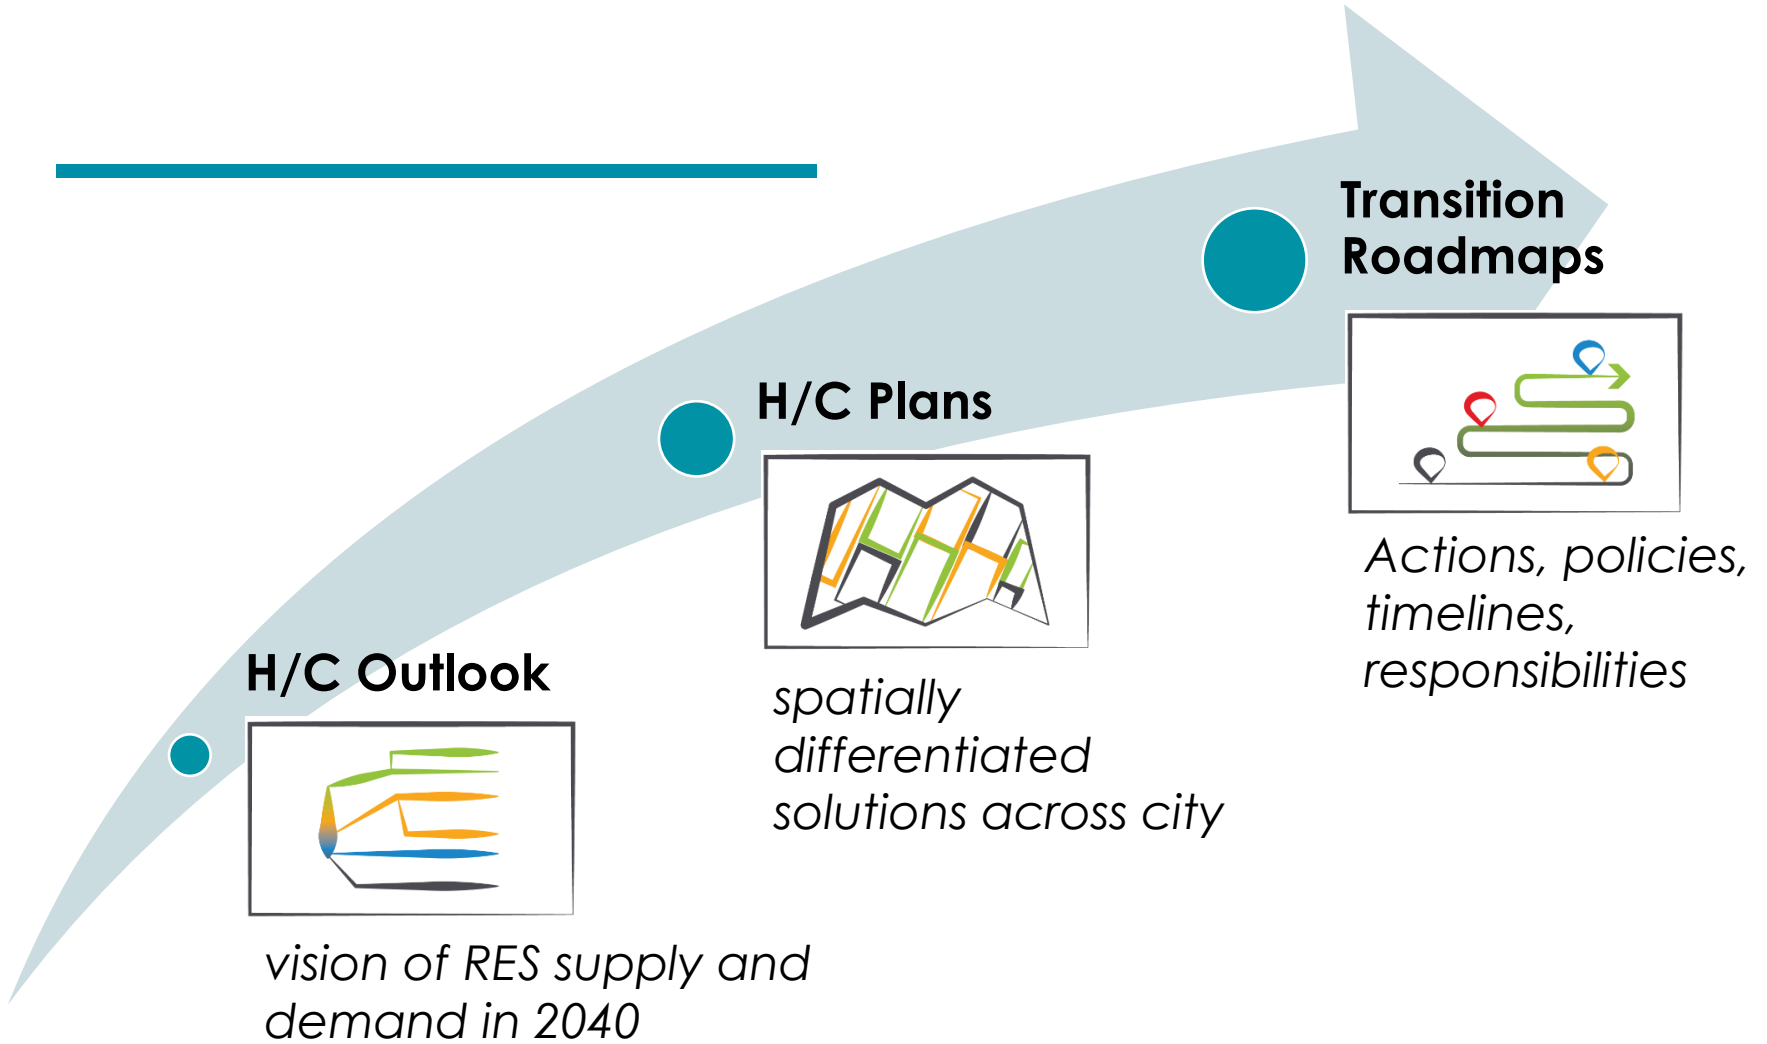 H/C Outlook
vision of RES supply and
demand in 2040
H/C Plans
spatially
differentiated
solutions across city
Transition
Roadmaps
Actions, policies,
timelines,
responsibilities